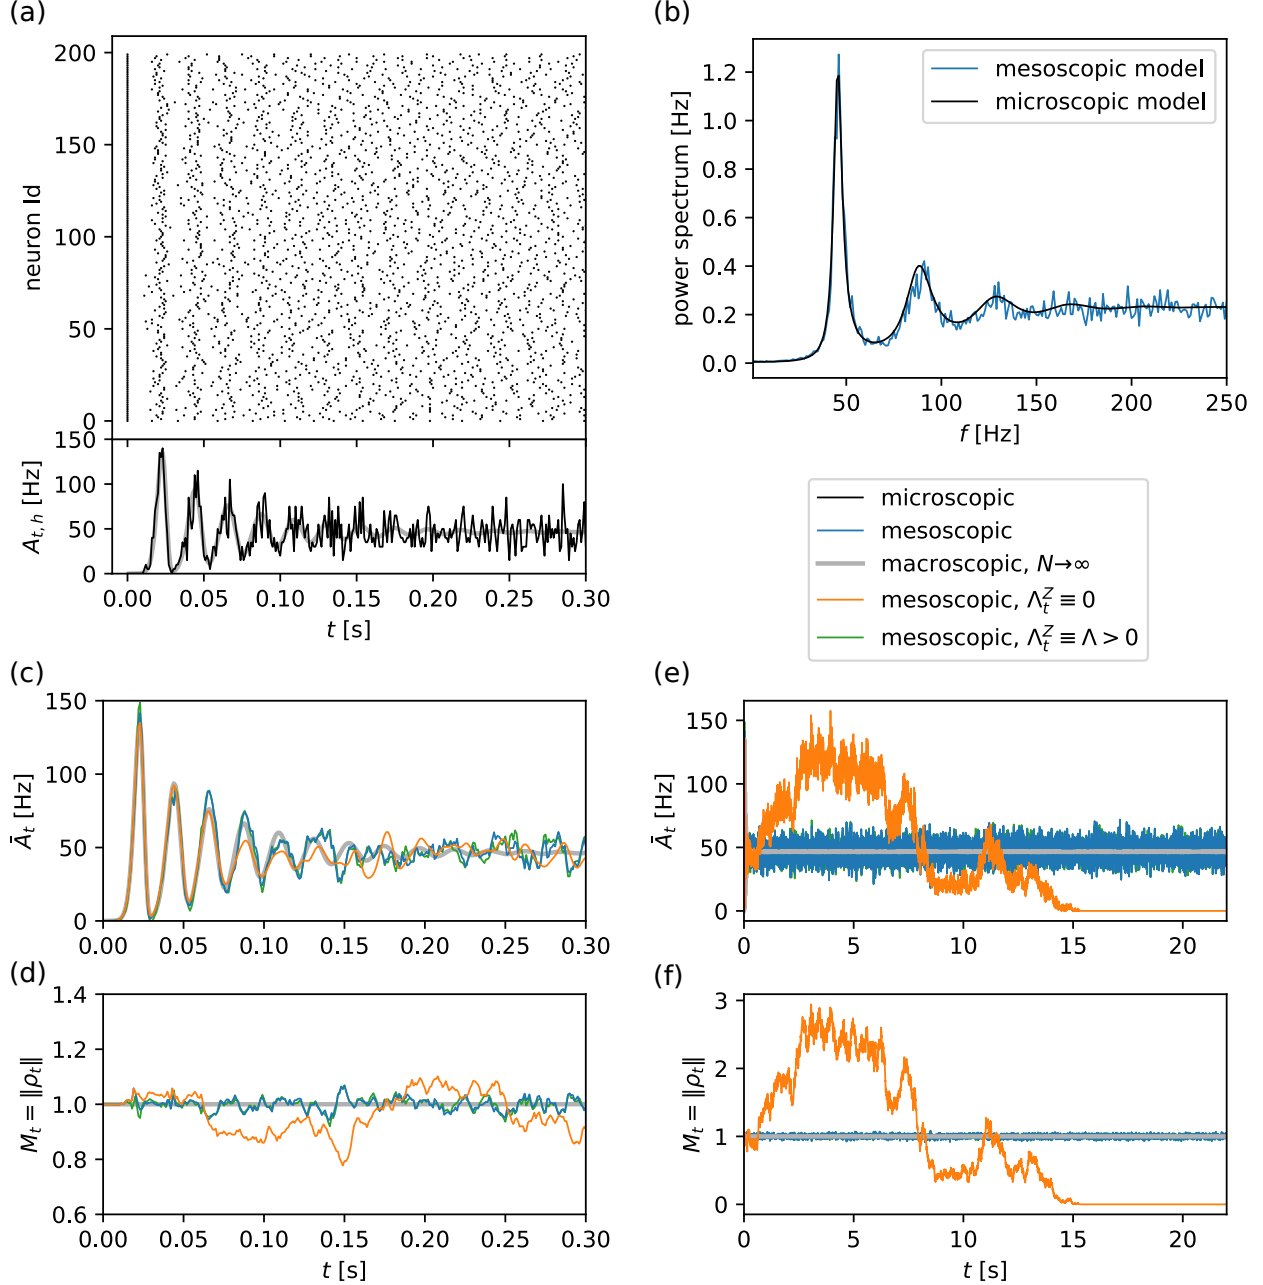 (a)
200
150
100
50
0
neuron Id
150
100
50
0
A_{t,h} [Hz]
0.00 0.05 0.10 0.15 0.20 0.25 0.30
t [s]
(b)
1.2
1.0
0.8
0.6
0.4
0.2
0.0
power spectrum [Hz]
mesoscopic model
microscopic model
50 100 150 200 250
f [Hz]
microscopic
mesoscopic
macroscopic, N→∞
mesoscopic, Λ_t^Z ≡ 0
mesoscopic, Λ_t^Z ≡ Λ > 0
(c)
150
100
50
0
Ā_t [Hz]
0.00 0.05 0.10 0.15 0.20 0.25 0.30
(d)
1.4
1.2
1.0
0.8
0.6
M_t = ‖ρ_t‖
0.00 0.05 0.10 0.15 0.20 0.25 0.30
t [s]
(e)
150
100
50
0
Ā_t [Hz]
0 5 10 15 20
(f)
3
2
1
0
M_t = ‖ρ_t‖
0 5 10 15 20
t [s]